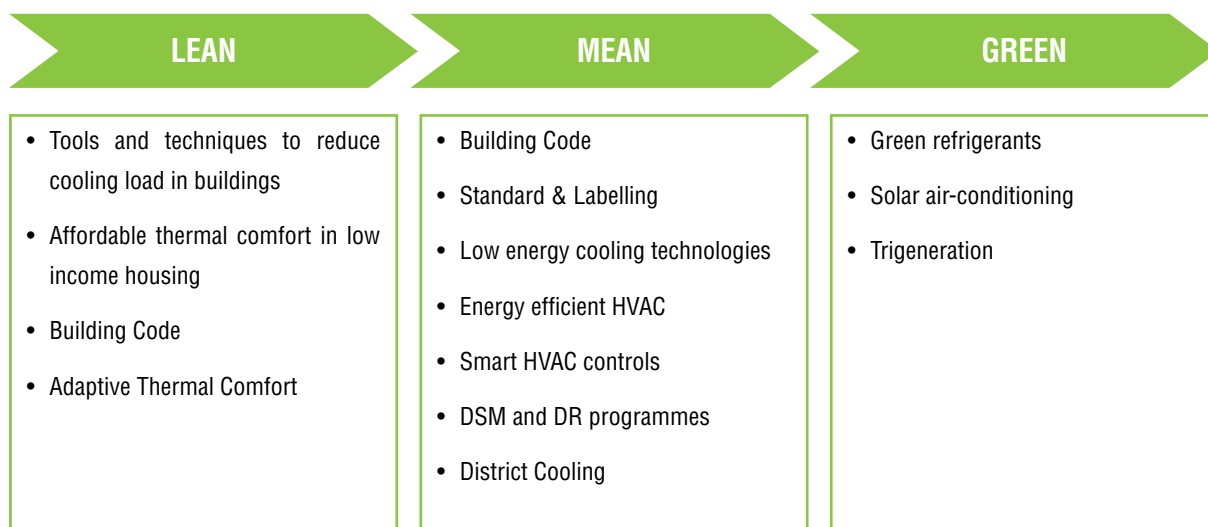 LEAN
MEAN
GREEN
• Tools and techniques to reduce
cooling load in buildings
• Affordable thermal comfort in low
income housing
• Building Code
• Adaptive Thermal Comfort
• Building Code
• Standard & Labelling
• Low energy cooling technologies
• Energy efficient HVAC
• Smart HVAC controls
• DSM and DR programmes
• District Cooling
• Green refrigerants
• Solar air-conditioning
• Trigeneration